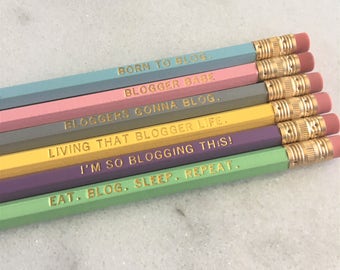 BORN TO BLOG.
BLOGGER BABE
BLOGGERS GONNA BLOG.
LIVING THAT BLOGGER LIFE.
I'M SO BLOGGING THIS!
EAT. BLOG. SLEEP. REPEAT.